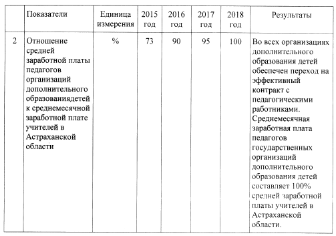 Показатели
Единица
измерения
2015
год
2016
год
2017
год
2018
год
Результаты
2
Отношение
средней
заработной платы
педагогов
организаций
дополнительного
образованиядетей
к среднемесячной
заработной плате
учителей в
Астраханской
области
%
73
90
95
100
Во всех организациях
дополнительного
образования детей
обеспечен переход на
эффективный
контракт с
педагогическими
работниками.
Среднемесячная
заработная плата
педагогов
государственных
организаций
дополнительного
образования детей
составляет 100%
средней заработной
платы учителей в
Астраханской
области.